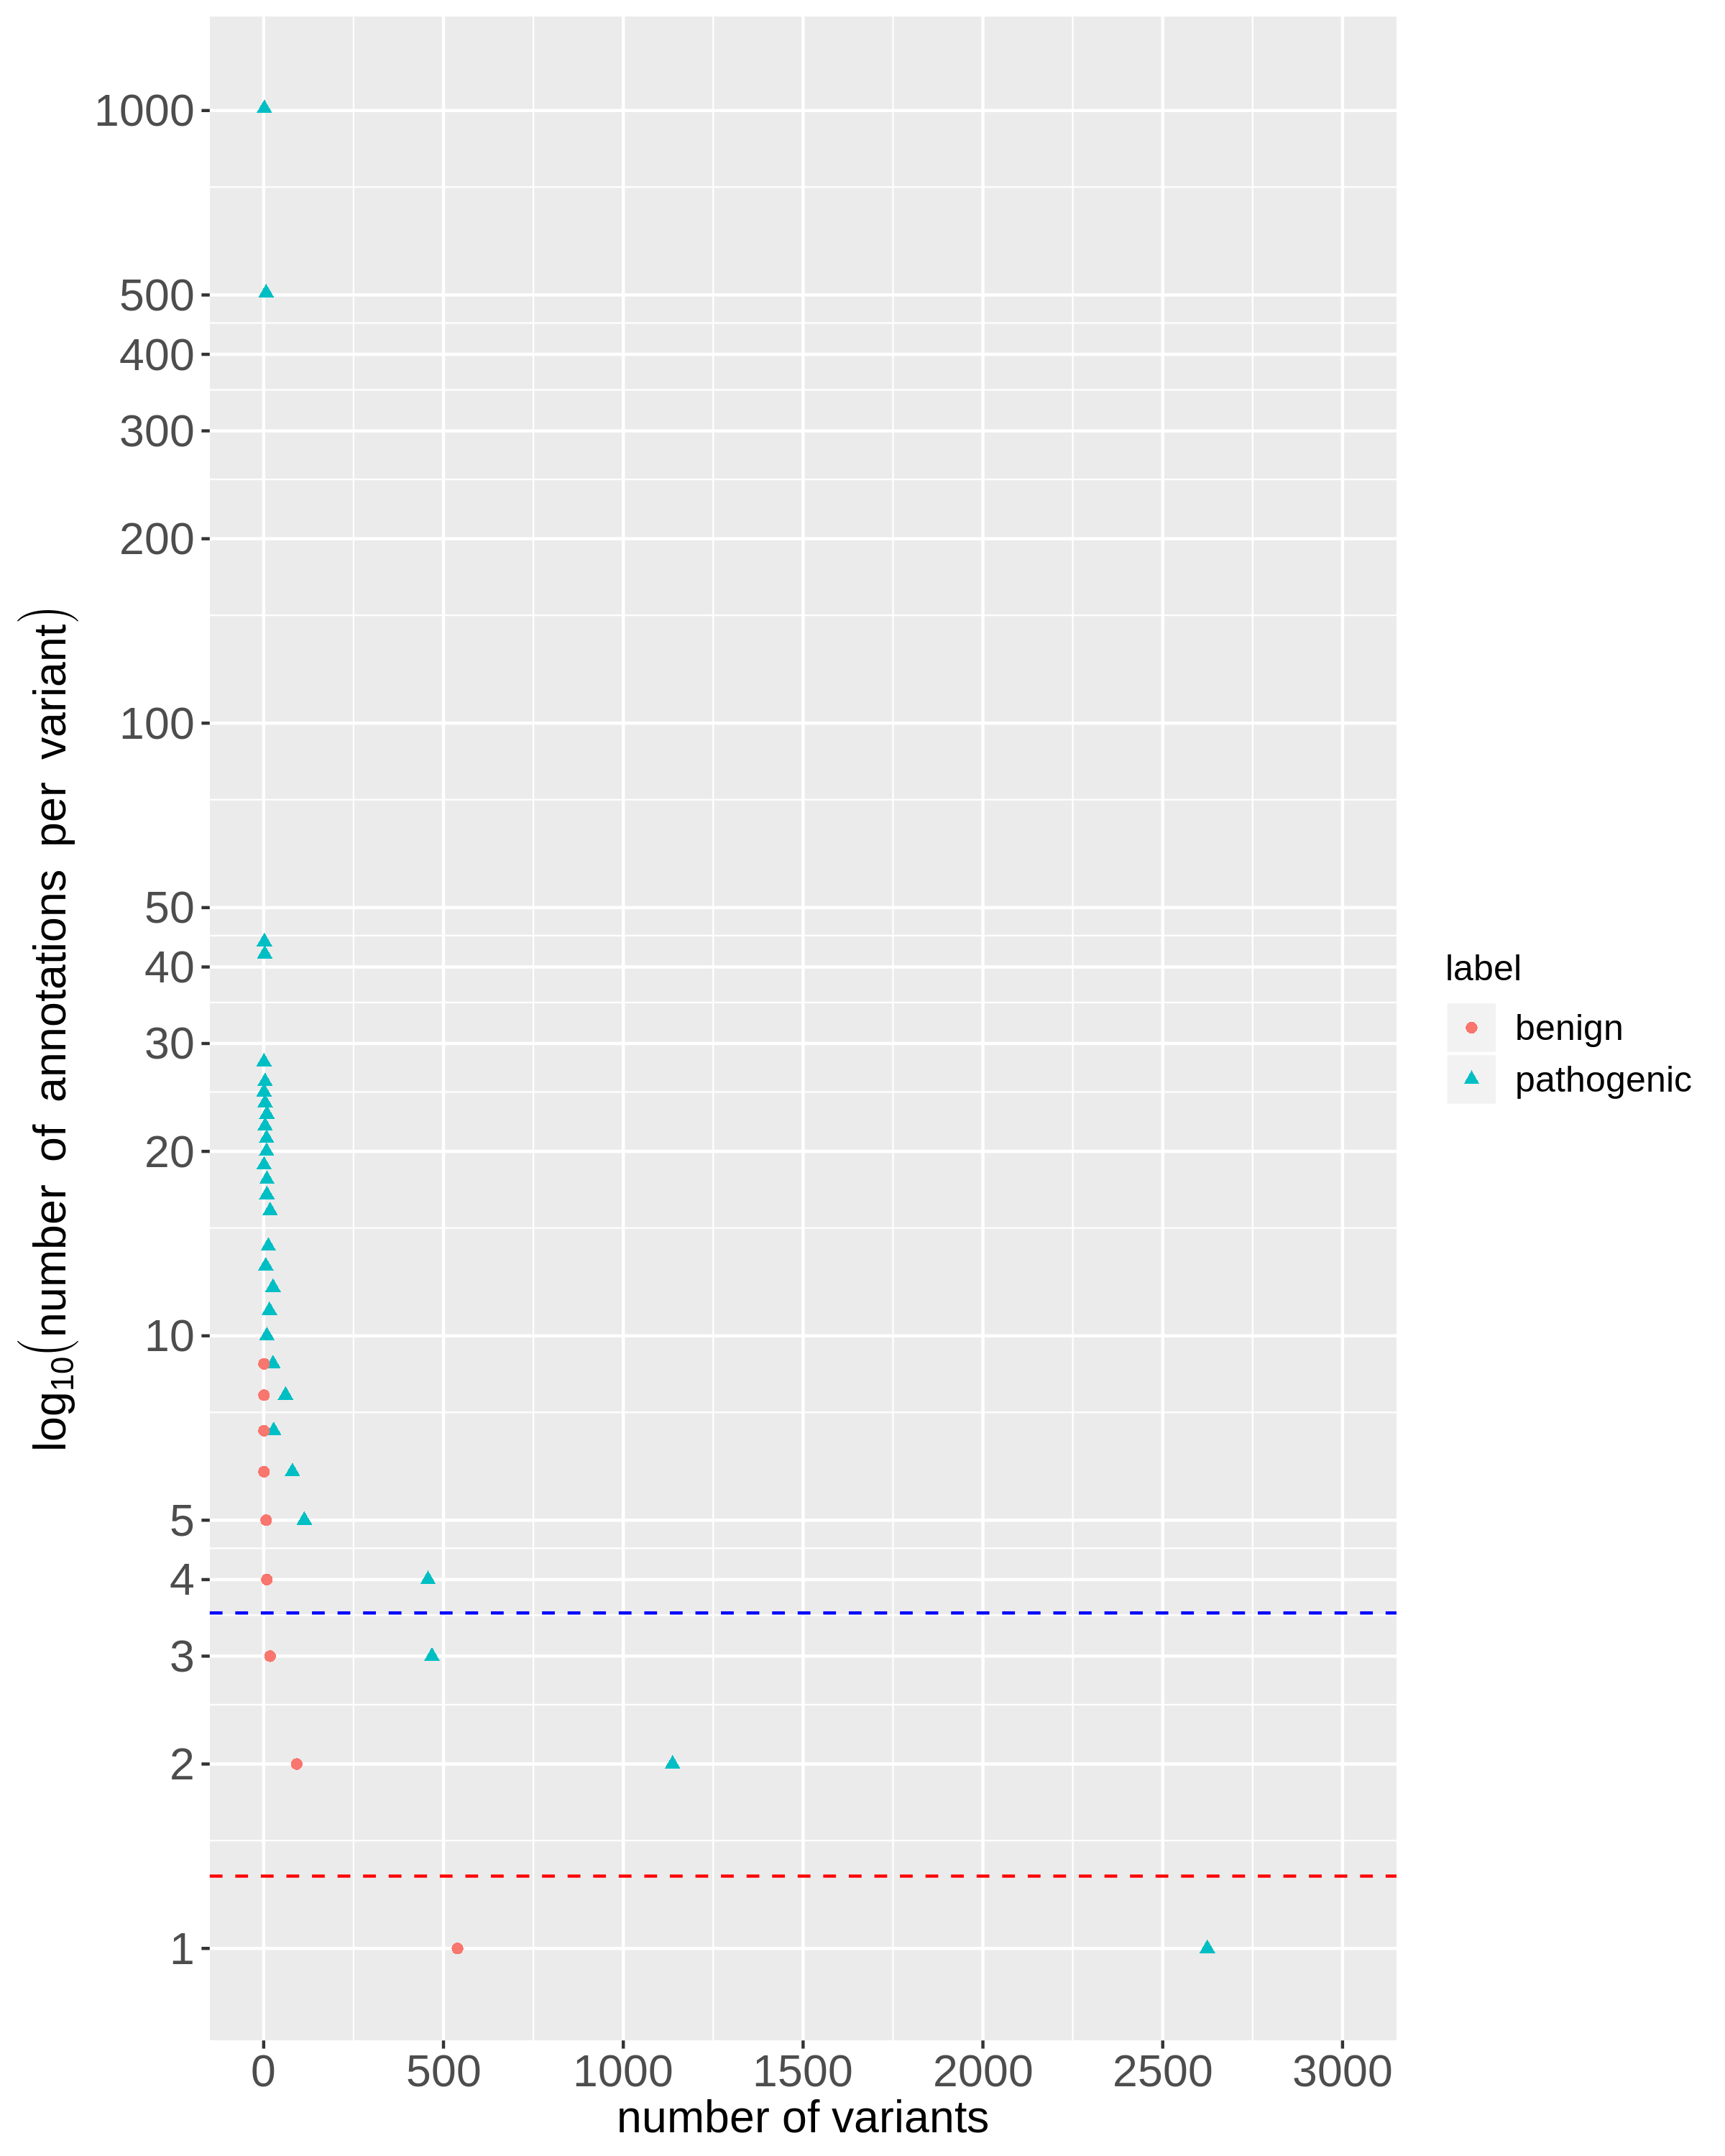 log10(number of annotations per variant)
1000
500
400
300
200
100
50
40
30
20
10
5
4
3
2
1
0 500 1000 1500 2000 2500 3000
number of variants
label
benign
pathogenic